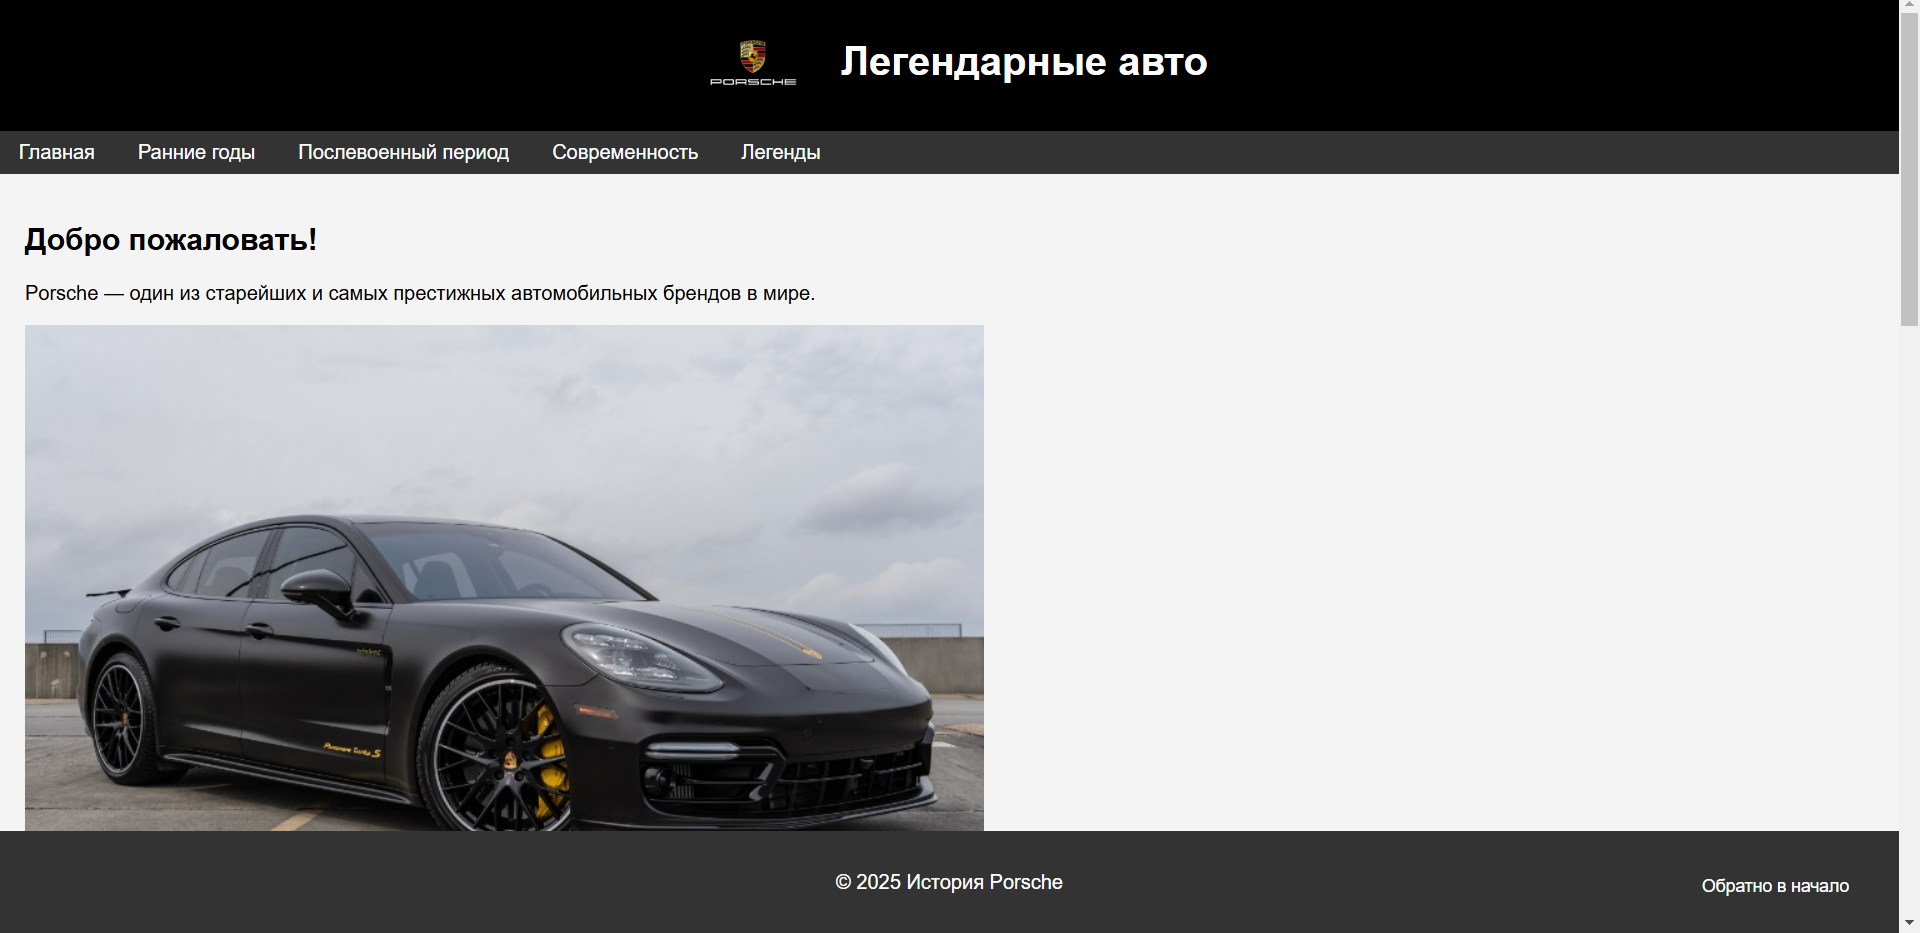 PORSCHE
Легендарные авто
Главная Ранние годы Послевоенный период Современность Легенды
Добро пожаловать!
Porsche — один из старейших и самых престижных автомобильных брендов в мире.
Panamera Turbo S
© 2025 История Porsche
Обратно в начало